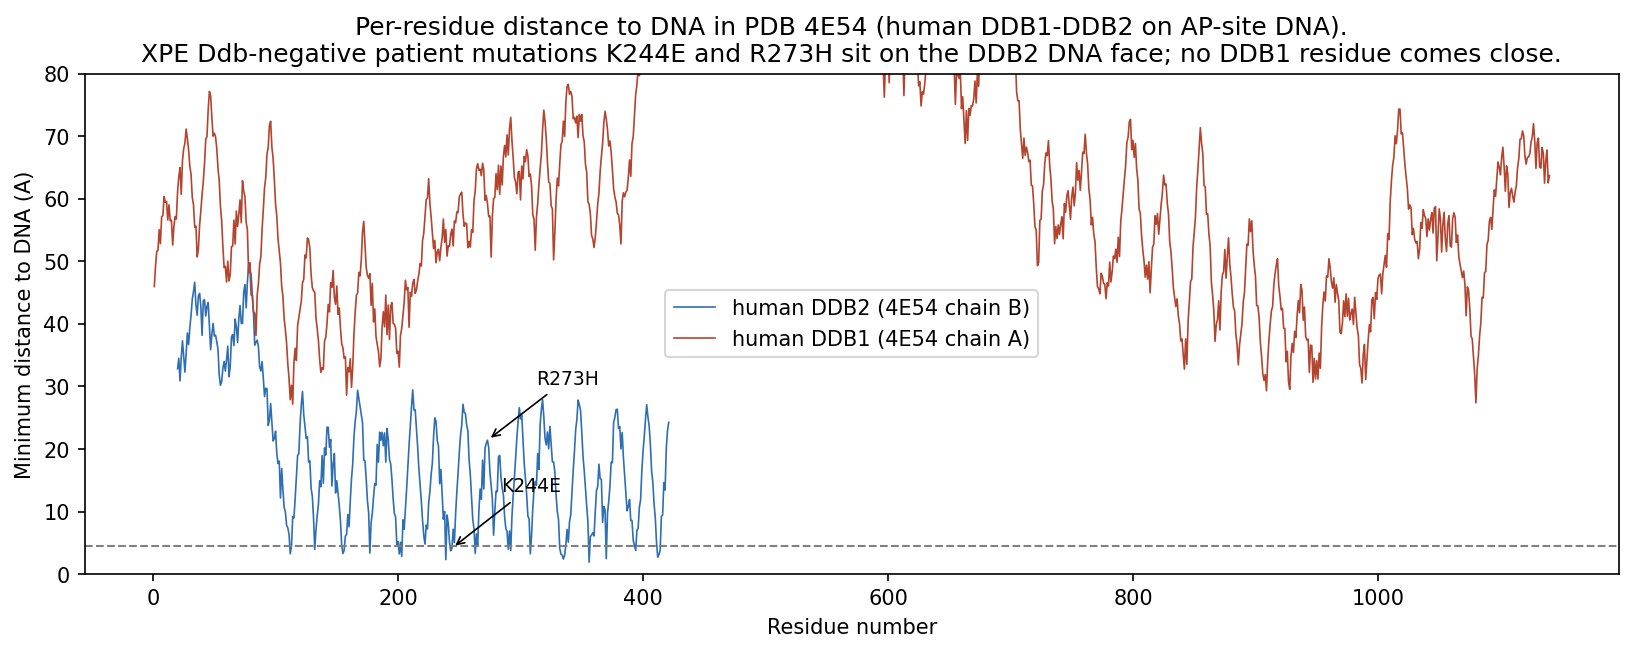 Per-residue distance to DNA in PDB 4E54 (human DDB1-DDB2 on AP-site DNA).
XPE Ddb-negative patient mutations K244E and R273H sit on the DDB2 DNA face; no DDB1 residue comes close.
Minimum distance to DNA (A)
80
70
60
50
40
30
20
10
0
human DDB2 (4E54 chain B)
human DDB1 (4E54 chain A)
R273H
K244E
0 200 400 600 800 1000
Residue number